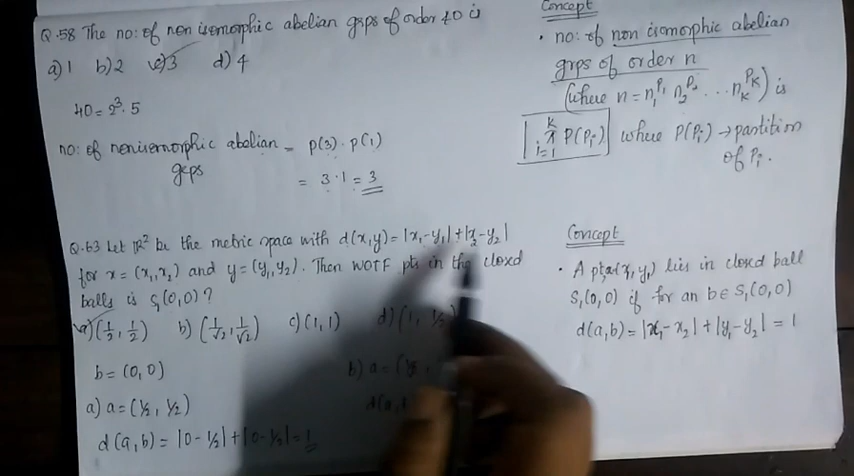 Q.58 The no: of non isomorphic abelian grps of order 40 is
a) 1 b) 2 c) 3 d) 4
40 = 2³·5
no: of nonisomorphic abelian grps = P(3)·P(1)
= 3·1 = 3
Concept
• no: of non isomorphic abelian
grps of order n
(where n = n₁^P₁ n₂^P₂ ... n_k^P_k) is
k π i=1 P(Pᵢ) where P(Pᵢ) → partition
of Pᵢ.
Q.63 Let ℝ² be the metric space with d(x,y) = |x₁-y₁| + |x₂-y₂|
for x = (x₁, x₂) and y = (y₁, y₂). Then WOTF pts in the closed
balls is S₁(0,0)?
a) (½, ½) b) (1/√2, 1/√2) c) (1, 1) d) (1, ½
b = (0,0)
a) a = (½, ½)
d(a,b) = |0-½| + |0-½| = 1
b) a = (
d(a,
Concept
• A pt a(x₁, y₁) lies in closed ball
S₁(0,0) if for an b ∈ S₁(0,0)
d(a,b) = |x₁-x₂| + |y₁-y₂| = 1